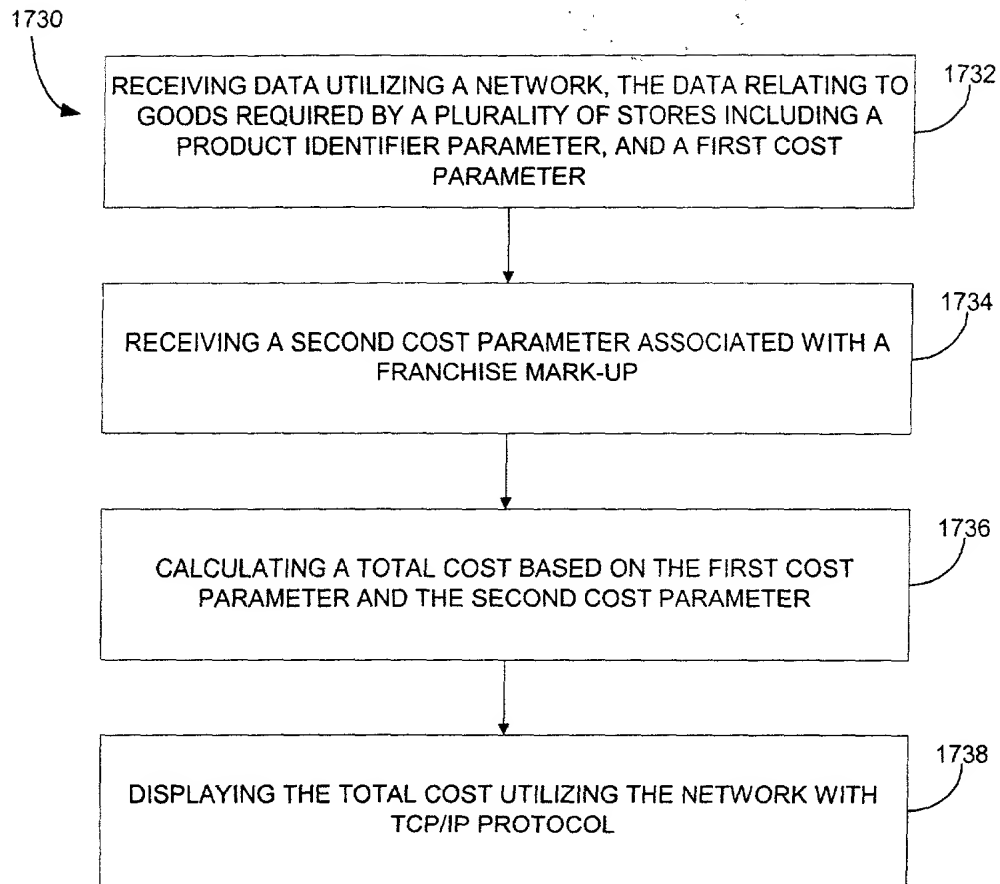 1730
1732
RECEIVING DATA UTILIZING A NETWORK, THE DATA RELATING TO
GOODS REQUIRED BY A PLURALITY OF STORES INCLUDING A
PRODUCT IDENTIFIER PARAMETER, AND A FIRST COST
PARAMETER
1734
RECEIVING A SECOND COST PARAMETER ASSOCIATED WITH A
FRANCHISE MARK-UP
1736
CALCULATING A TOTAL COST BASED ON THE FIRST COST
PARAMETER AND THE SECOND COST PARAMETER
1738
DISPLAYING THE TOTAL COST UTILIZING THE NETWORK WITH
TCP/IP PROTOCOL